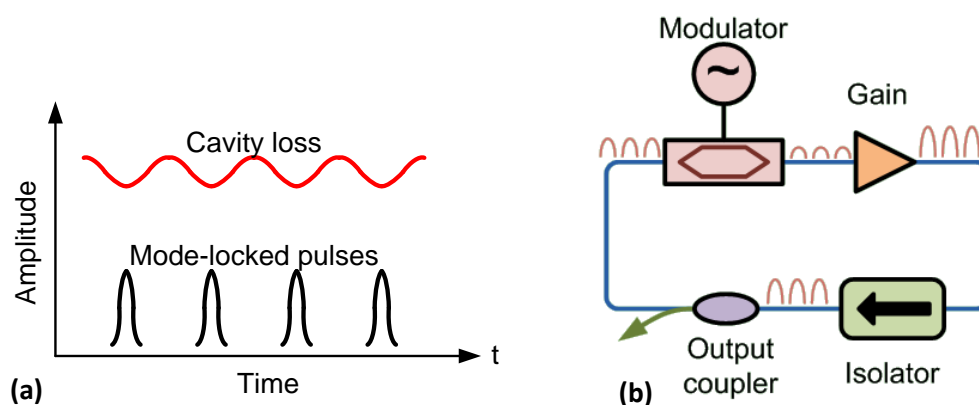 Amplitude
Cavity loss
Mode-locked pulses
t
Time
(a)
Modulator
~
Gain
Output
coupler
Isolator
(b)